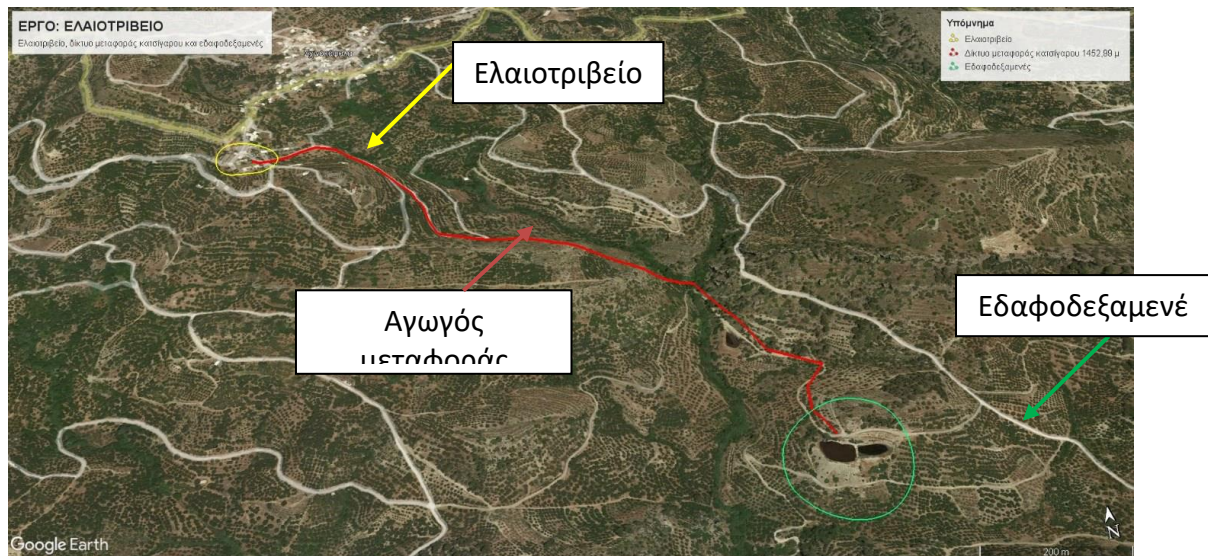 ΕΡΓΟ: ΕΛΑΙΟΤΡΙΒΕΙΟ
Ελαιοτριβείο, δίκτυο μεταφοράς κατσίγαρου και εδαφοδεξαμενές
Υπόμνημα
Ελαιοτριβείο
Δίκτυο μεταφοράς κατσίγαρου 1452,99 μ
Εδαφοδεξαμενές
Ελαιοτριβείο
Αγωγός
μεταφοράς
Εδαφοδεξαμενέ
Google Earth
200 m
N